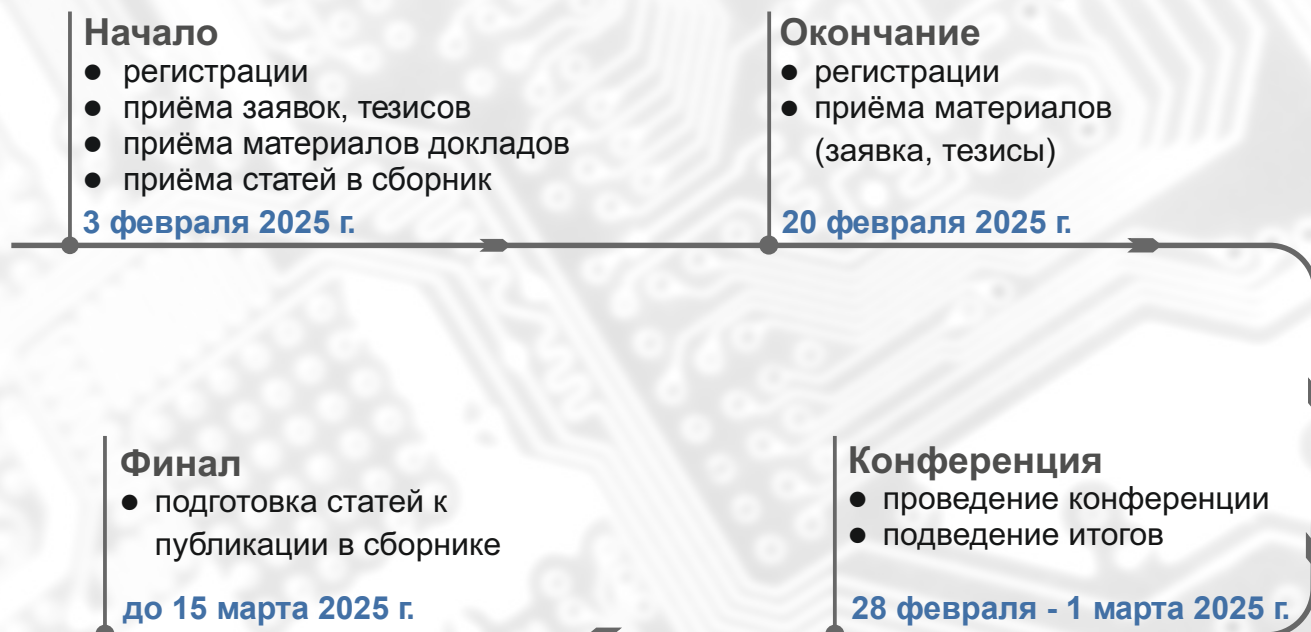 Начало
● регистрации
● приёма заявок, тезисов
● приёма материалов докладов
● приёма статей в сборник
3 февраля 2025 г.
Окончание
● регистрации
● приёма материалов
(заявка, тезисы)
20 февраля 2025 г.
Финал
● подготовка статей к
публикации в сборнике
до 15 марта 2025 г.
Конференция
● проведение конференции
● подведение итогов
28 февраля - 1 марта 2025 г.